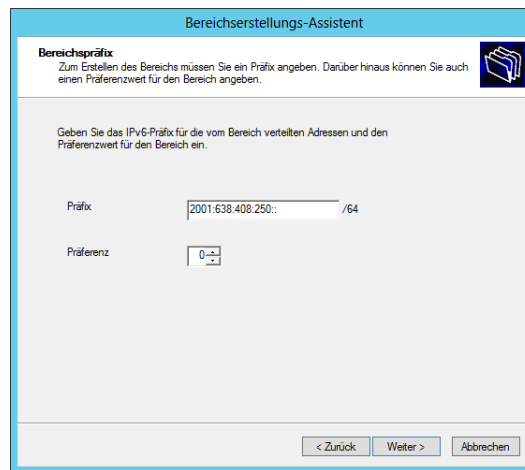 Bereichserstellungs-Assistent
Bereichspräfix
Zum Erstellen des Bereichs müssen Sie ein Präfix angeben. Darüber hinaus können Sie auch
einen Präferenzwert für den Bereich angeben.
Geben Sie das IPv6-Präfix für die vom Bereich verteilten Adressen und den
Präferenzwert für den Bereich ein.
Präfix 2001:638:408:250:: /64
Präferenz 0
< Zurück Weiter > Abbrechen